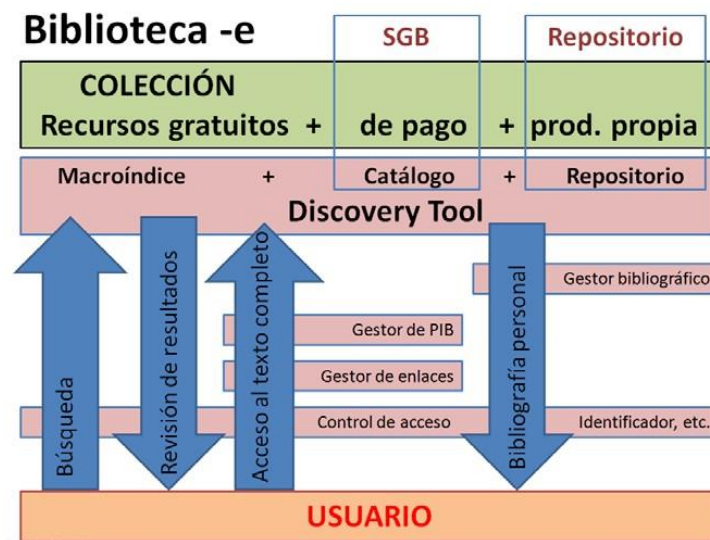 Biblioteca -e
SGB
Repositorio
COLECCIÓN
Recursos gratuitos + de pago + prod. propia
Macroíndice + Catálogo + Repositorio
Discovery Tool
Búsqueda
Revisión de resultados
Acceso al texto completo
Bibliografía personal
Gestor bibliográfico
Gestor de PIB
Gestor de enlaces
Control de acceso
Identificador, etc.
USUARIO